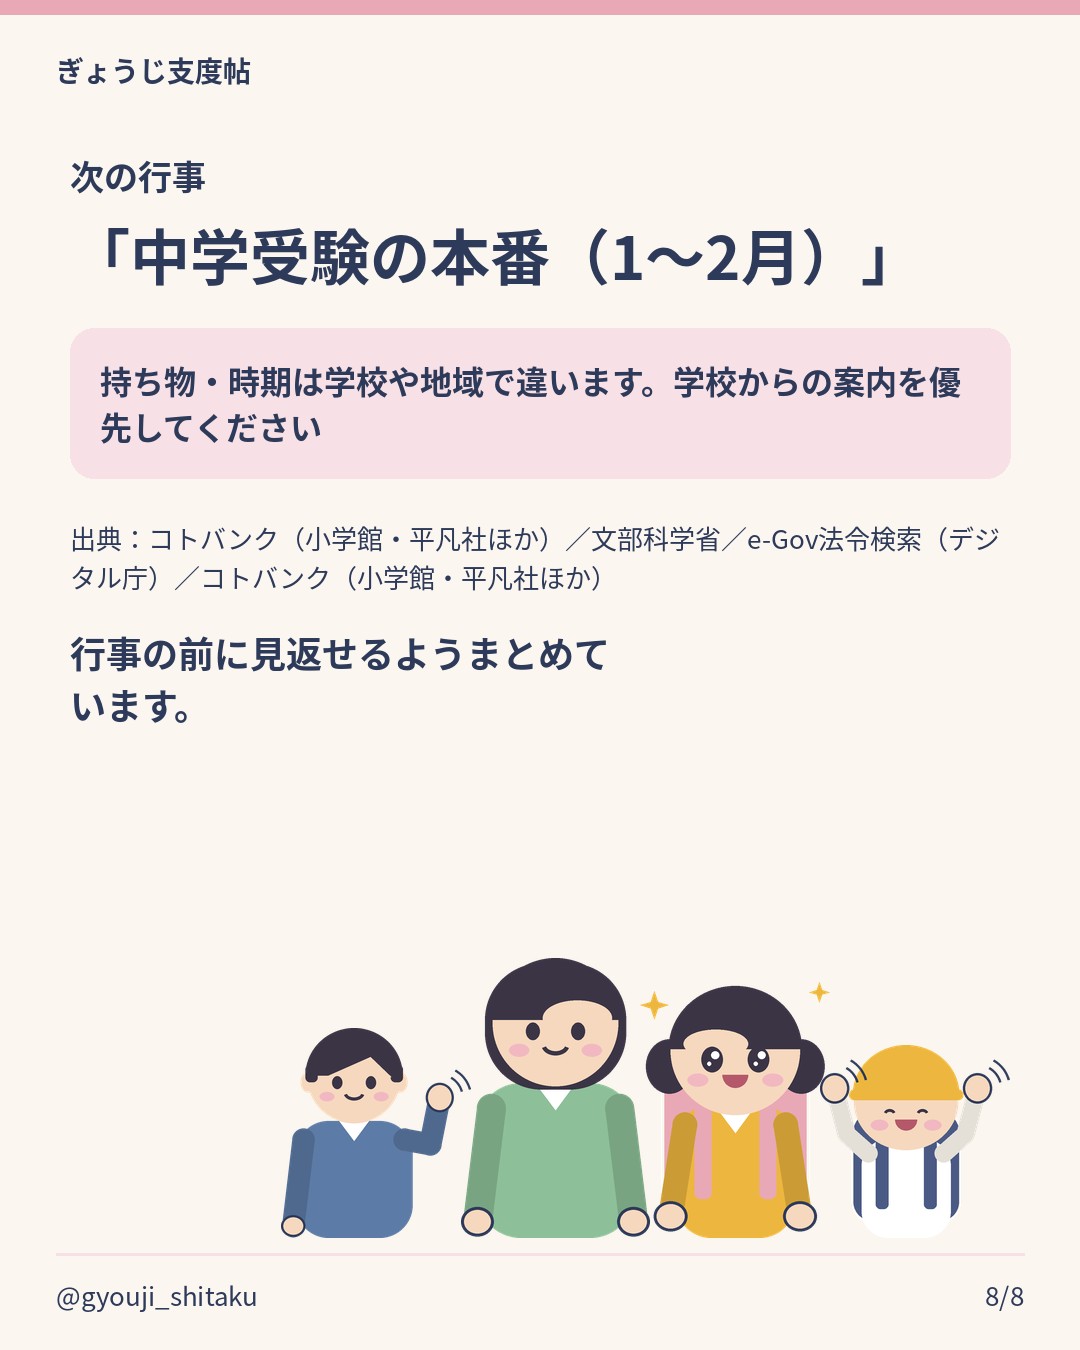 ぎょうじ支度帖
次の行事
「中学受験の本番（1〜2月）」
持ち物・時期は学校や地域で違います。学校からの案内を優
先してください
出典：コトバンク（小学館・平凡社ほか）／文部科学省／e-Gov法令検索（デジ
タル庁）／コトバンク（小学館・平凡社ほか）
行事の前に見返せるようまとめて
います。
@gyouji_shitaku
8/8